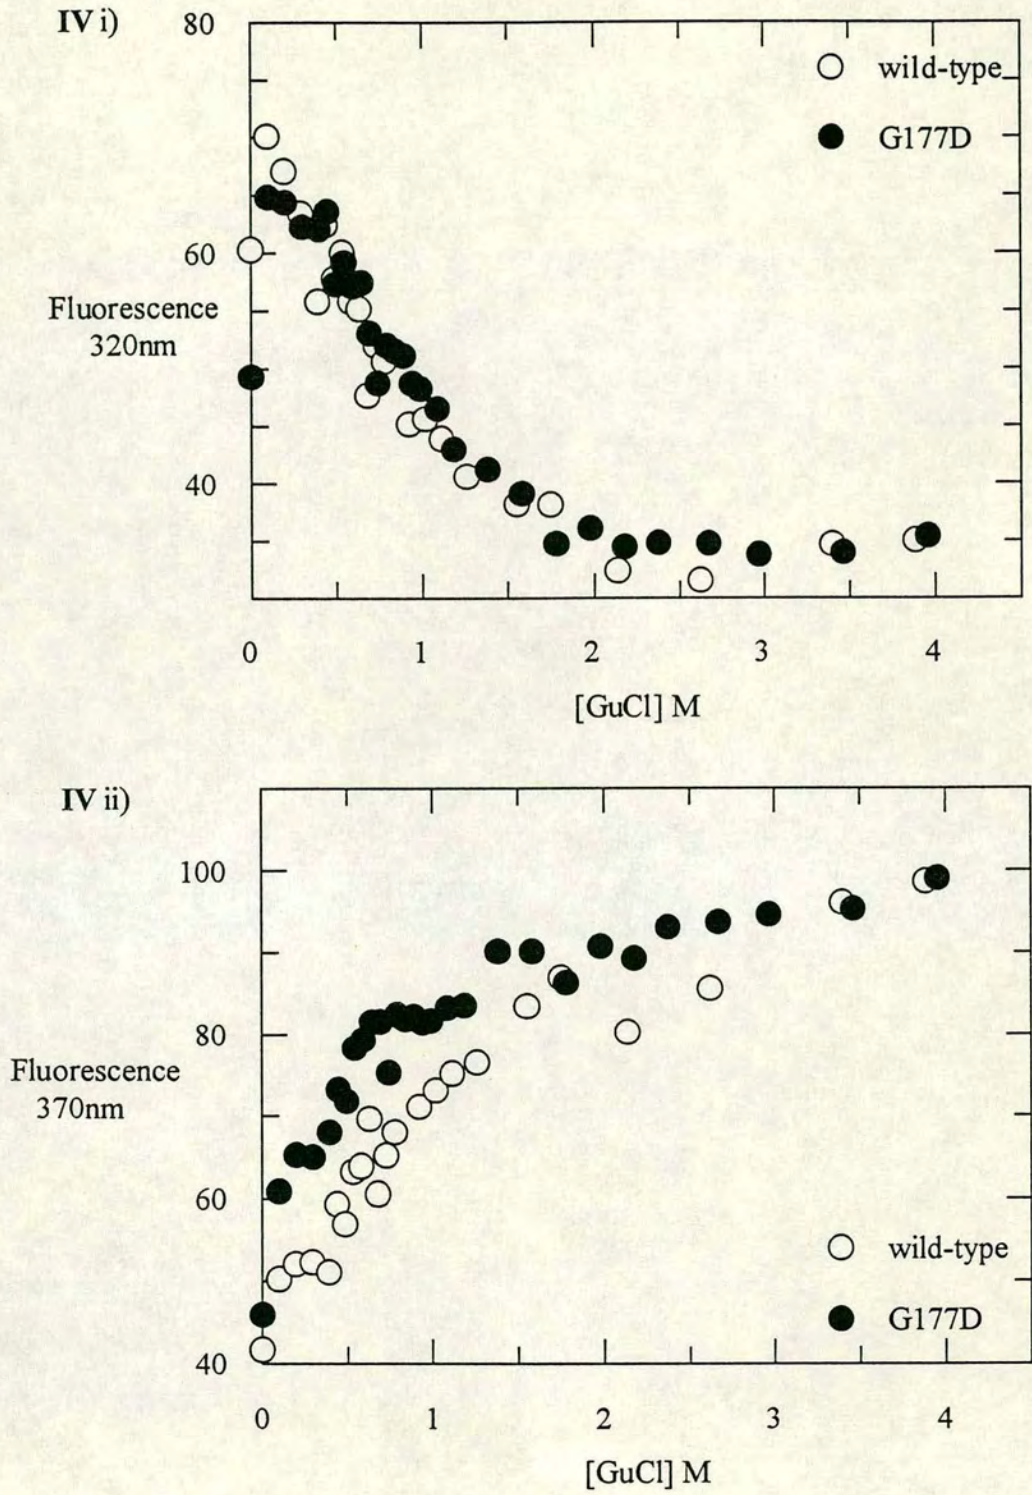 IV i)
80
wild-type
G177D
60
Fluorescence
320nm
40
0 1 2 3 4
[GuCl] M
IV ii)
100
80
Fluorescence
370nm
60
wild-type
G177D
40
0 1 2 3 4
[GuCl] M